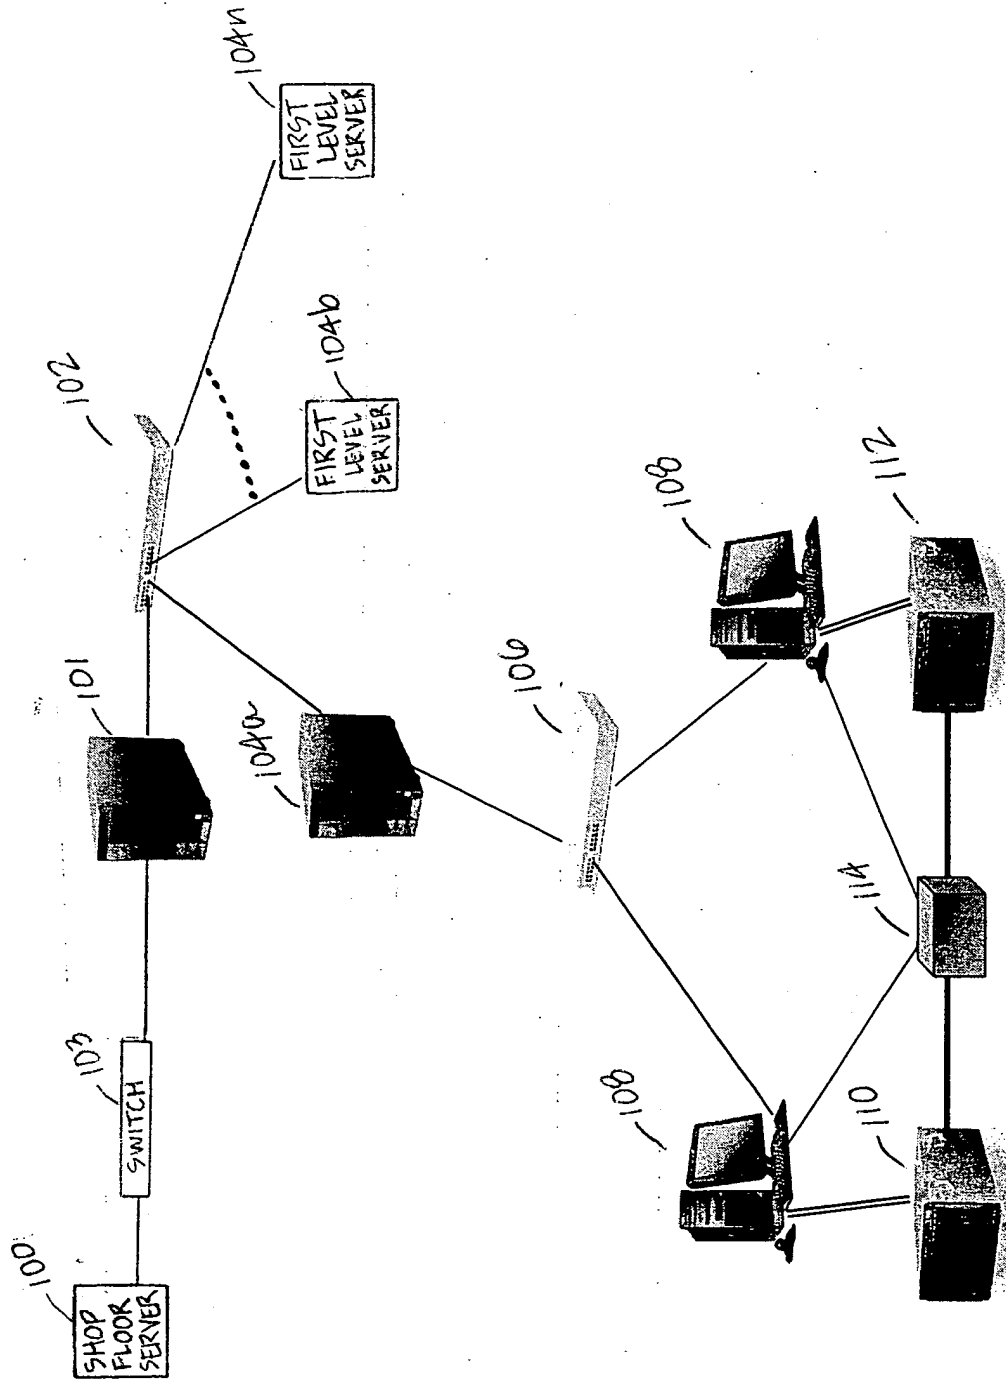 100
SHOP
FLOOR
SERVER
103
SWITCH
101
102
104a
104b
FIRST
LEVEL
SERVER
104n
FIRST
LEVEL
SERVER
106
108
108
110
114
112